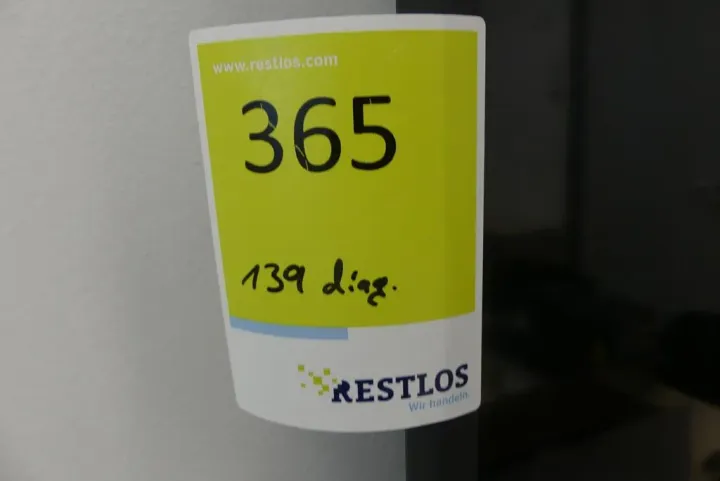 www.restlos.com
365
139 diag.
RESTLOS
Wir handeln.